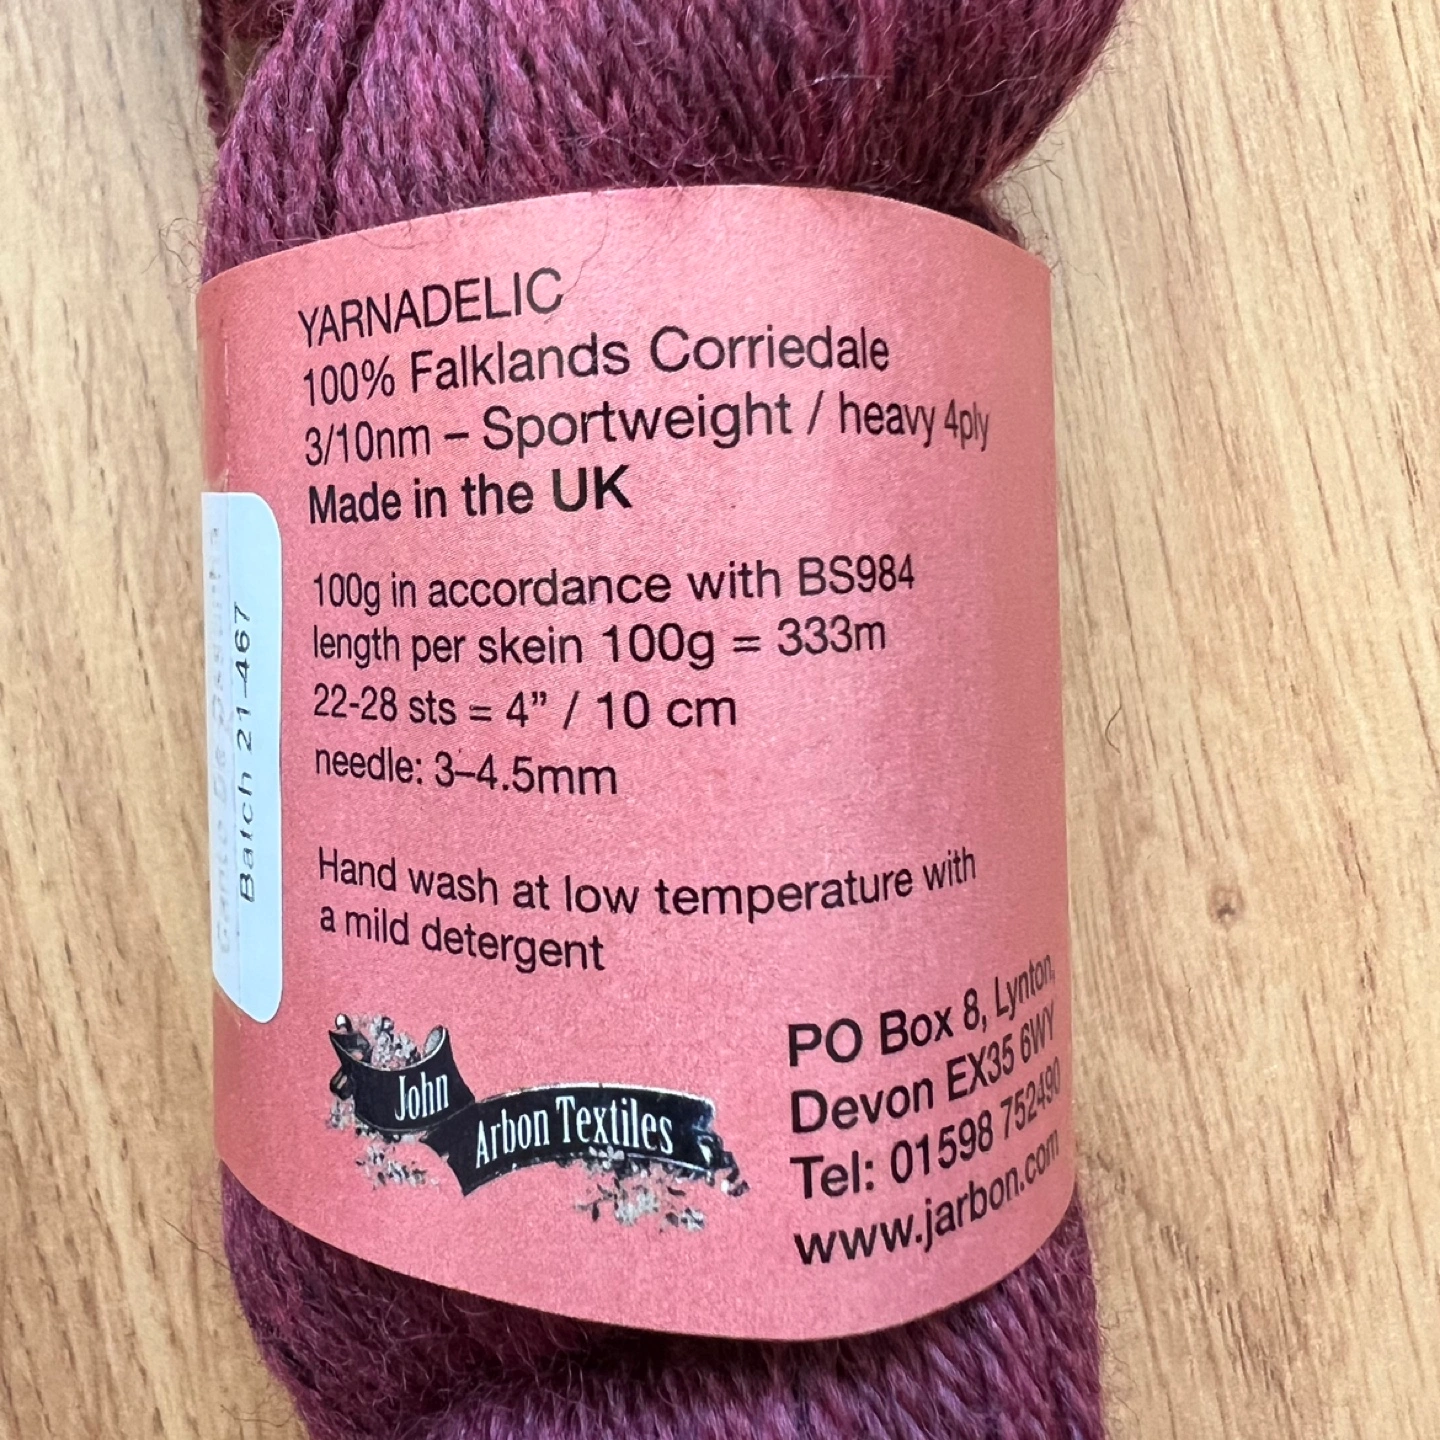 YARNADELIC
100% Falklands Corriedale
3/10nm – Sportweight / heavy 4ply
Made in the UK
100g in accordance with BS984
length per skein 100g = 333m
22-28 sts = 4” / 10 cm
needle: 3–4.5mm
Hand wash at low temperature with
a mild detergent
John
Arbon Textiles
PO Box 8, Lynton,
Devon EX35 6WY
Tel: 01598 752490
www.jarbon.com
Batch 21-467